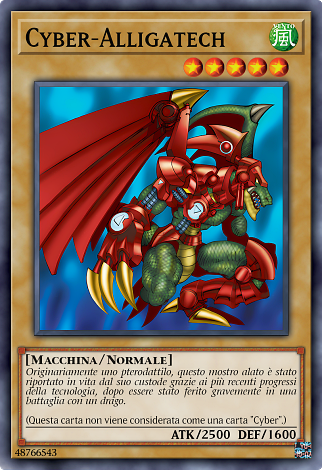 Cyber-Alligatech
VENTO
風
[Macchina/Normale]
Originariamente uno pterodattilo, questo mostro alato è stato
riportato in vita dal suo custode grazie ai più recenti progressi
della tecnologia, dopo essere stato ferito gravemente in una
battaglia con un drago.
(Questa carta non viene considerata come una carta "Cyber".)
ATK/2500 DEF/1600
48766543